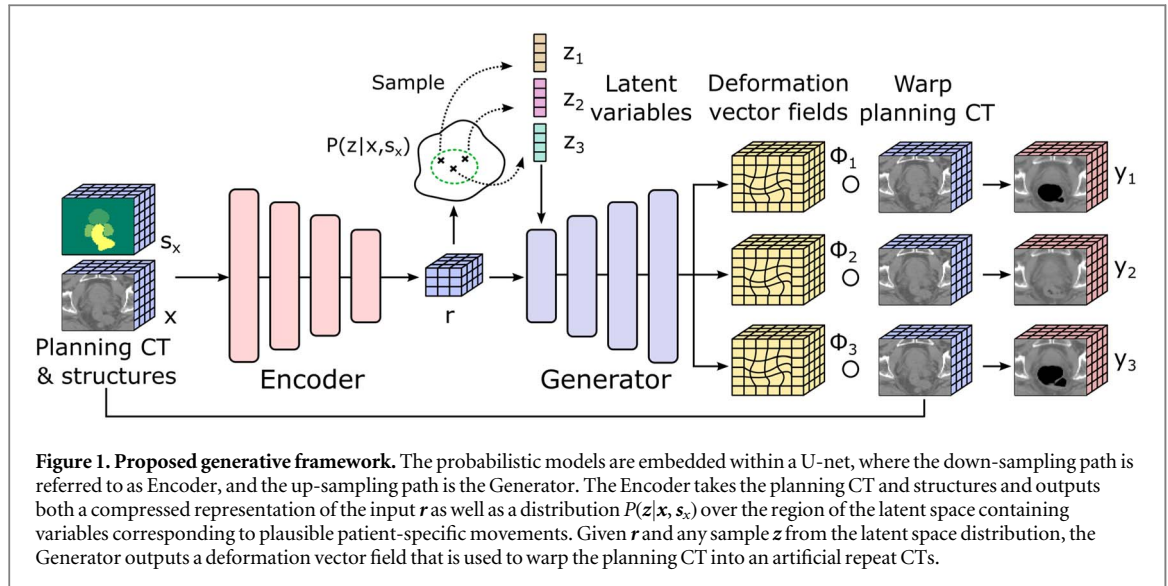 Sample
z1
z2
z3
Latent
variables
Deformation
vector fields
Warp
planning CT
P(z|x,sx)
sx
x
Planning CT
& structures
Encoder
r
Generator
Φ1
Φ2
Φ3
y1
y2
y3
Figure 1. Proposed generative framework. The probabilistic models are embedded within a U-net, where the down-sampling path is
referred to as Encoder, and the up-sampling path is the Generator. The Encoder takes the planning CT and structures and outputs
both a compressed representation of the input r as well as a distribution P(z|x, sx) over the region of the latent space containing
variables corresponding to plausible patient-specific movements. Given r and any sample z from the latent space distribution, the
Generator outputs a deformation vector field that is used to warp the planning CT into an artificial repeat CTs.